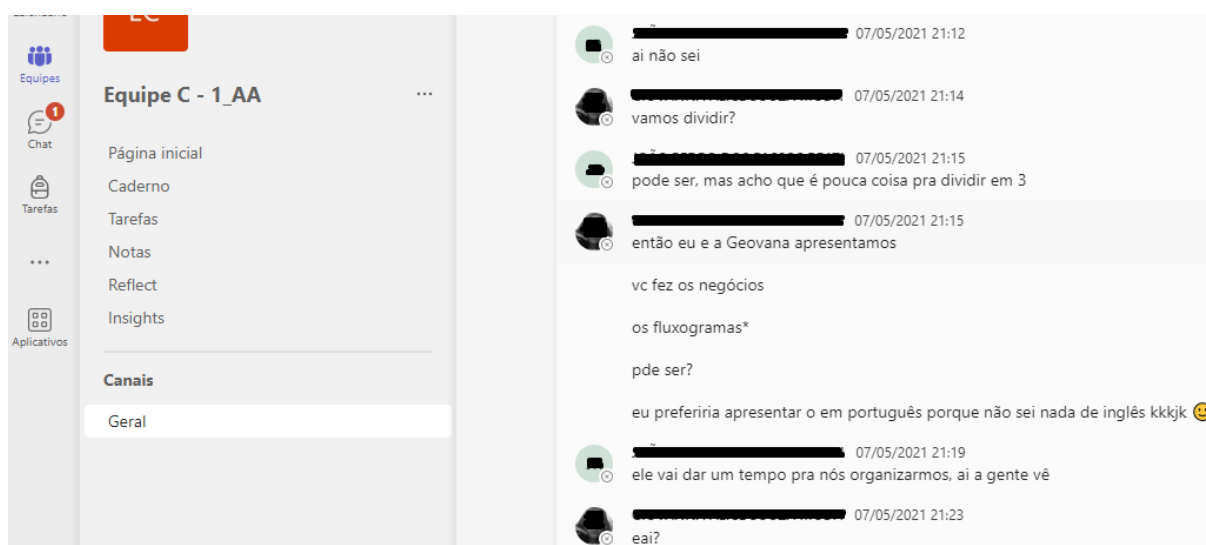 Equipes
Chat
1
Tarefas
Aplicativos
Equipe C - 1_AA
Página inicial
Caderno
Tarefas
Notas
Reflect
Insights
Canais
Geral
07/05/2021 21:12
ai não sei
07/05/2021 21:14
vamos dividir?
07/05/2021 21:15
pode ser, mas acho que é pouca coisa pra dividir em 3
07/05/2021 21:15
então eu e a Geovana apresentamos
vc fez os negócios
os fluxogramas*
pde ser?
eu preferiria apresentar o em português porque não sei nada de inglês kkkjk
07/05/2021 21:19
ele vai dar um tempo pra nós organizarmos, ai a gente vê
07/05/2021 21:23
eai?